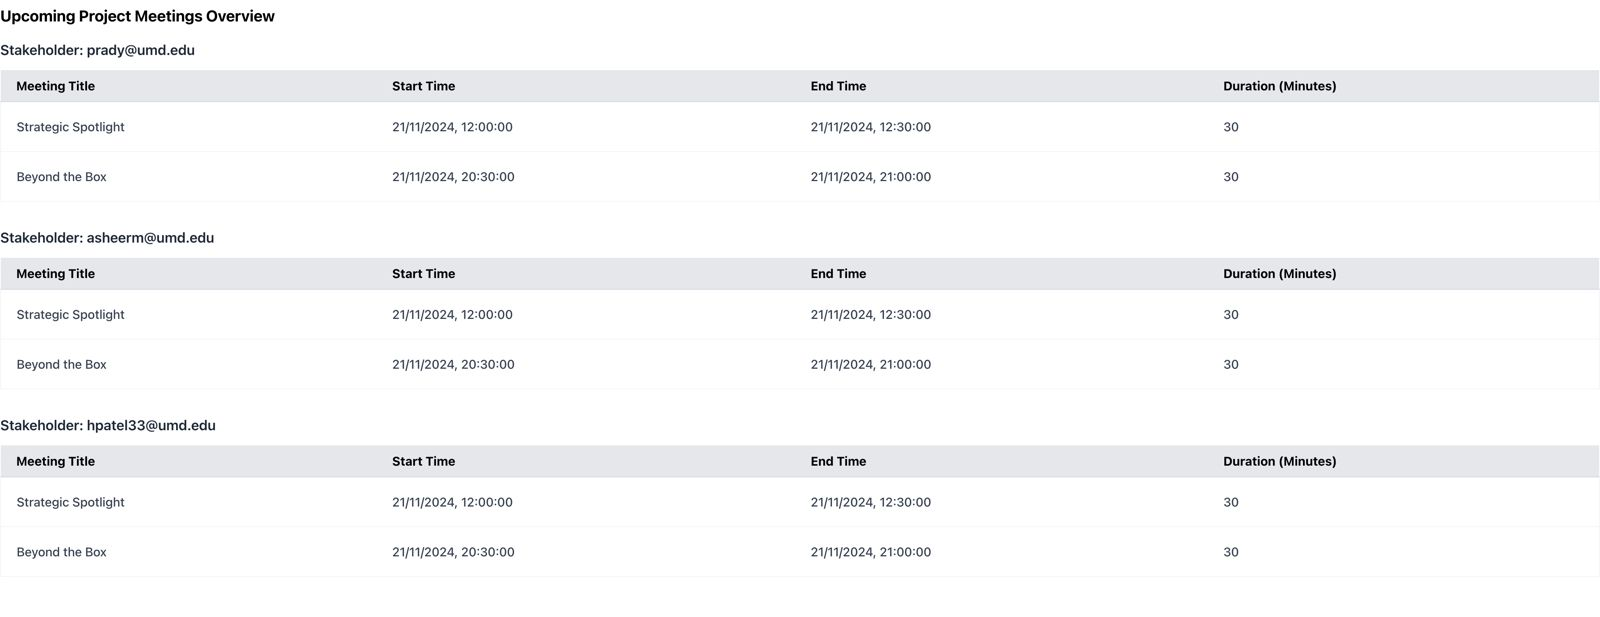 Upcoming Project Meetings Overview
Stakeholder: prady@umd.edu
Meeting Title Start Time End Time Duration (Minutes)
Strategic Spotlight 21/11/2024, 12:00:00 21/11/2024, 12:30:00 30
Beyond the Box 21/11/2024, 20:30:00 21/11/2024, 21:00:00 30
Stakeholder: asheerm@umd.edu
Meeting Title Start Time End Time Duration (Minutes)
Strategic Spotlight 21/11/2024, 12:00:00 21/11/2024, 12:30:00 30
Beyond the Box 21/11/2024, 20:30:00 21/11/2024, 21:00:00 30
Stakeholder: hpatel33@umd.edu
Meeting Title Start Time End Time Duration (Minutes)
Strategic Spotlight 21/11/2024, 12:00:00 21/11/2024, 12:30:00 30
Beyond the Box 21/11/2024, 20:30:00 21/11/2024, 21:00:00 30